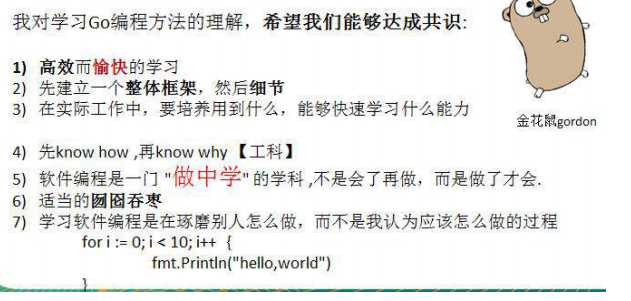 我对学习Go编程方法的理解，希望我们能够达成共识:
1) 高效而愉快的学习
2) 先建立一个整体框架，然后细节
3) 在实际工作中，要培养用到什么，能够快速学习什么能力
金花鼠gordon
4) 先know how ,再know why 【工科】
5) 软件编程是一门 "做中学" 的学科 ,不是会了再做，而是做了才会.
6) 适当的囫囵吞枣
7) 学习软件编程是在琢磨别人怎么做，而不是我认为应该怎么做的过程
for i := 0; i < 10; i++ {
fmt.Println("hello,world")
}